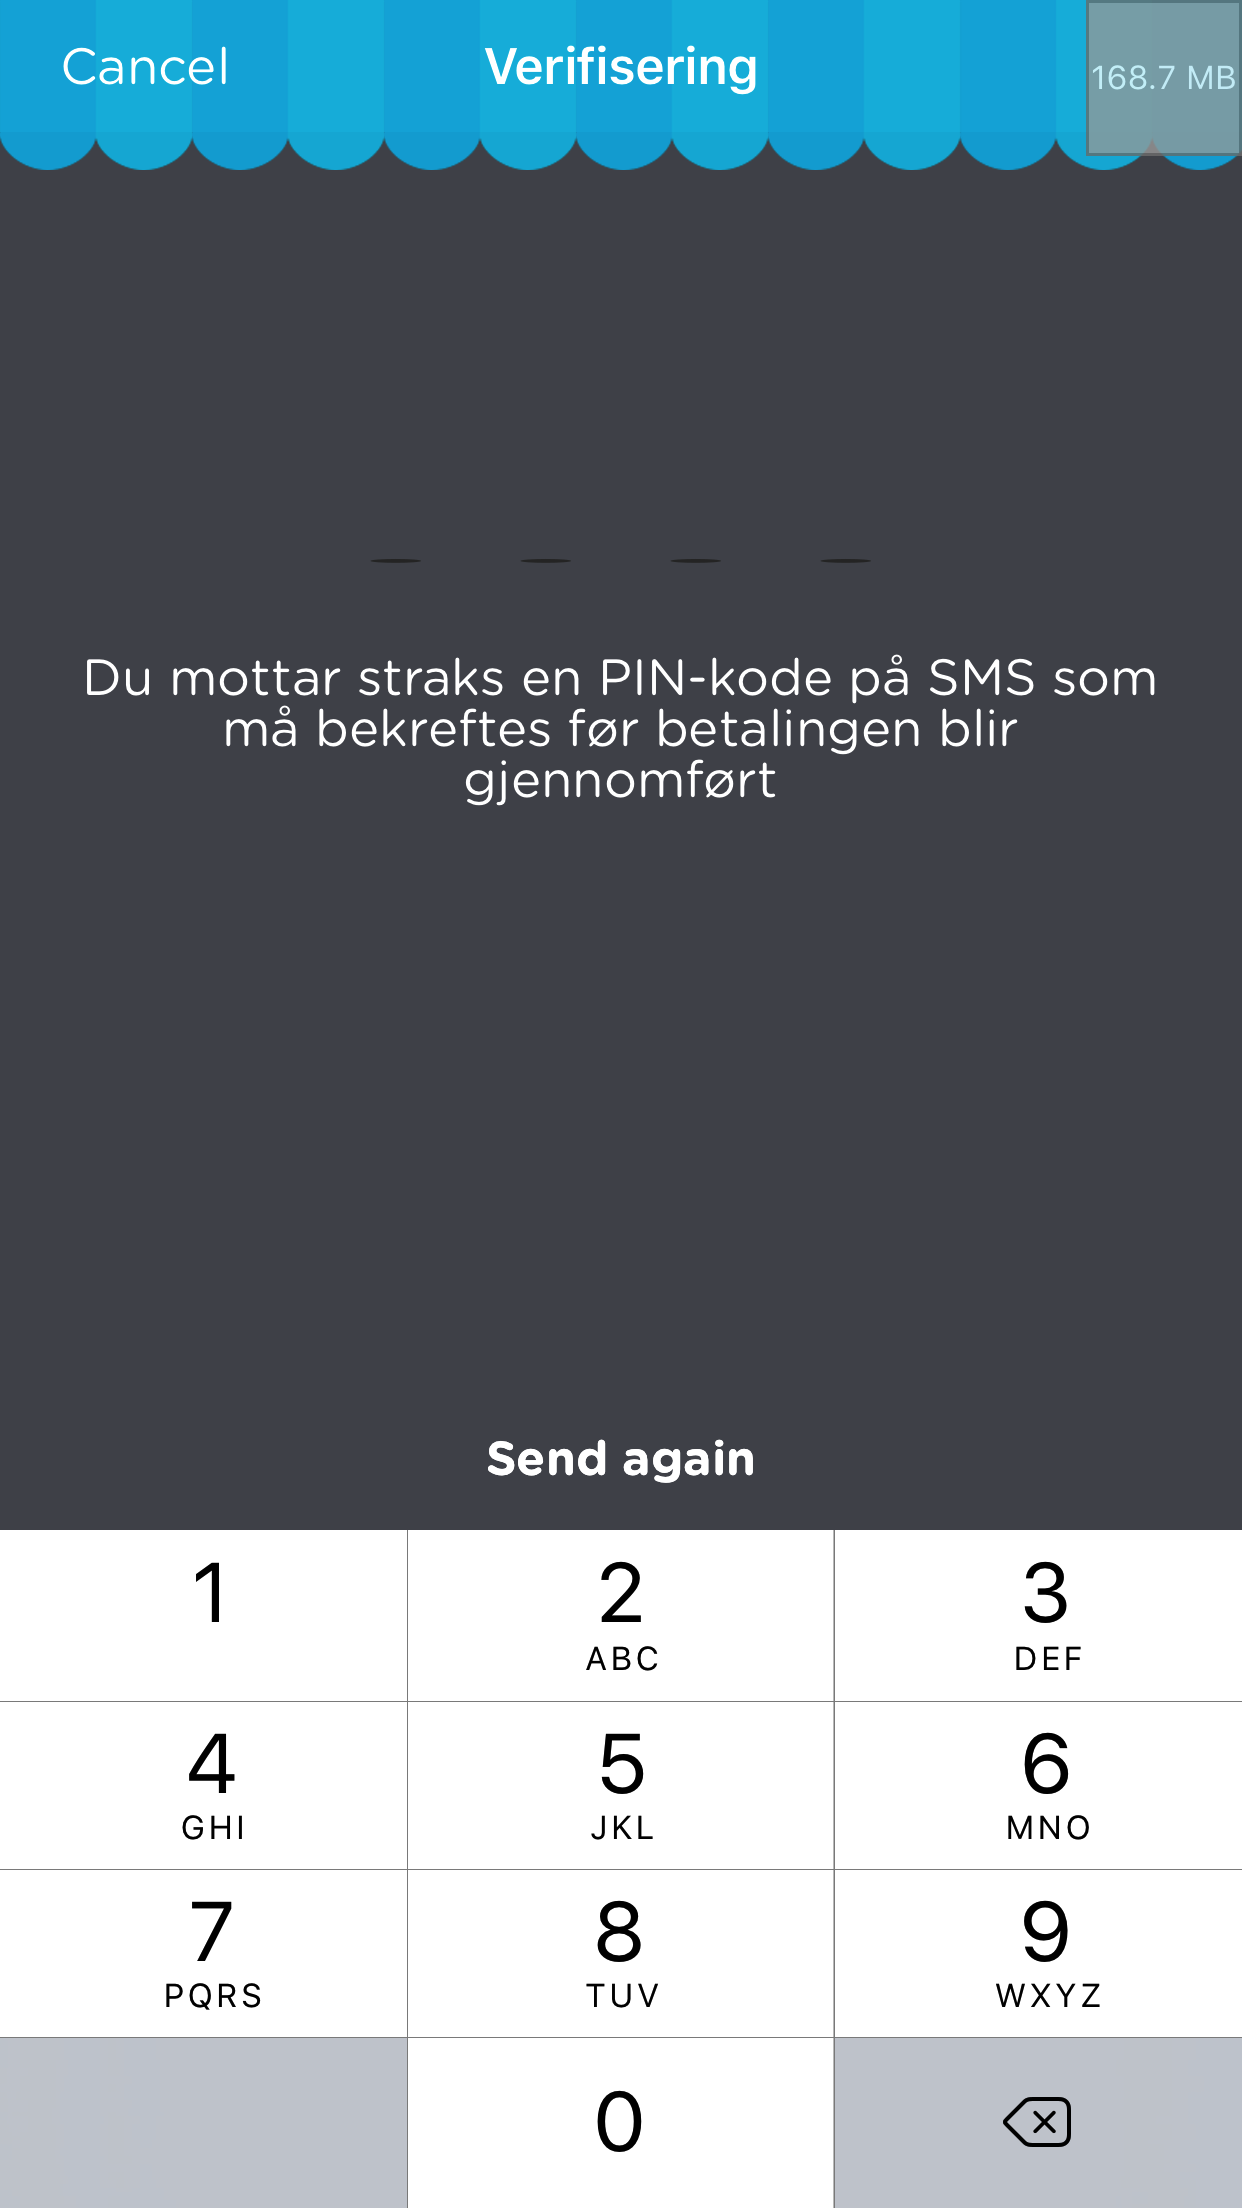 Cancel
Verifisering
168.7 MB
Du mottar straks en PIN-kode på SMS som
må bekreftes før betalingen blir
gjennomført
Send again
1
2
ABC
3
DEF
4
GHI
5
JKL
6
MNO
7
PQRS
8
TUV
9
WXYZ
0